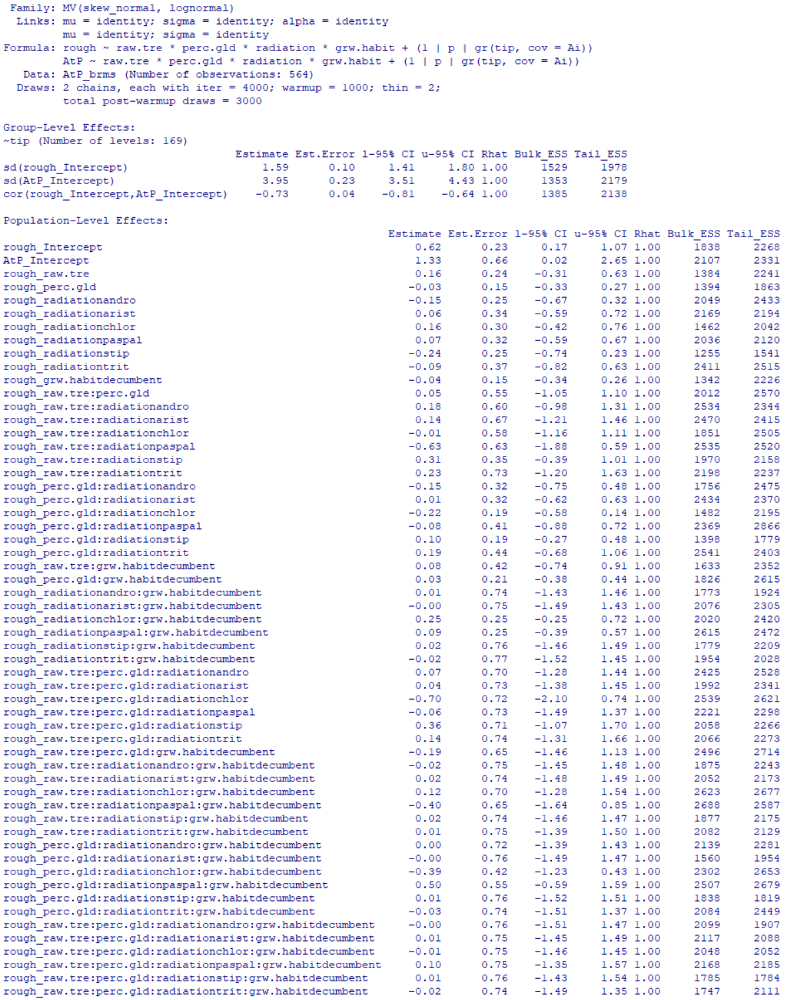 Family: MV(skew_normal, lognormal)
Links: mu = identity; sigma = identity; alpha = identity
mu = identity; sigma = identity
Formula: rough ~ raw.tre * perc.gld * radiation * grw.habit + (1 | p | gr(tip, cov = Ai))
AtP ~ raw.tre * perc.gld * radiation * grw.habit + (1 | p | gr(tip, cov = Ai))
Data: AtP_brms (Number of observations: 564)
Draws: 2 chains, each with iter = 4000; warmup = 1000; thin = 2;
total post-warmup draws = 3000
Group-Level Effects:
~tip (Number of levels: 169)
Estimate Est.Error l-95% CI u-95% CI Rhat Bulk_ESS Tail_ESS
sd(rough_Intercept) 1.59 0.10 1.41 1.80 1.00 1529 1978
sd(AtP_Intercept) 3.95 0.23 3.51 4.43 1.00 1353 2179
cor(rough_Intercept,AtP_Intercept) -0.73 0.04 -0.81 -0.64 1.00 1385 2138
Population-Level Effects:
Estimate Est.Error l-95% CI u-95% CI Rhat Bulk_ESS Tail_ESS
rough_Intercept 0.62 0.23 0.17 1.07 1.00 1838 2268
AtP_Intercept 1.33 0.66 0.02 2.65 1.00 2107 2331
rough_raw.tre 0.16 0.24 -0.31 0.63 1.00 1384 2241
rough_perc.gld -0.03 0.15 -0.33 0.27 1.00 1394 1863
rough_radiationandro -0.15 0.25 -0.67 0.32 1.00 2049 2433
rough_radiationarist 0.06 0.34 -0.59 0.72 1.00 2169 2194
rough_radiationchlor 0.16 0.30 -0.42 0.76 1.00 1462 2042
rough_radiationpaspal 0.07 0.32 -0.59 0.67 1.00 2036 2120
rough_radiationstip -0.24 0.25 -0.74 0.23 1.00 1255 1541
rough_radiationtrit -0.09 0.37 -0.82 0.63 1.00 2411 2515
rough_grw.habitdecumbent -0.04 0.15 -0.34 0.26 1.00 1342 2226
rough_raw.tre:perc.gld 0.05 0.55 -1.05 1.10 1.00 2012 2570
rough_raw.tre:radiationandro 0.18 0.60 -0.98 1.31 1.00 2534 2344
rough_raw.tre:radiationarist 0.14 0.67 -1.21 1.46 1.00 2470 2415
rough_raw.tre:radiationchlor -0.01 0.58 -1.16 1.11 1.00 1851 2505
rough_raw.tre:radiationpaspal -0.63 0.63 -1.88 0.59 1.00 2535 2520
rough_raw.tre:radiationstip 0.31 0.35 -0.39 1.01 1.00 1970 2158
rough_raw.tre:radiationtrit 0.23 0.73 -1.20 1.63 1.00 2198 2237
rough_perc.gld:radiationandro -0.15 0.32 -0.75 0.48 1.00 1756 2475
rough_perc.gld:radiationarist 0.01 0.32 -0.62 0.63 1.00 2434 2370
rough_perc.gld:radiationchlor -0.22 0.19 -0.58 0.14 1.00 1482 2195
rough_perc.gld:radiationpaspal -0.08 0.41 -0.88 0.72 1.00 2369 2866
rough_perc.gld:radiationstip 0.10 0.19 -0.27 0.48 1.00 1398 1779
rough_perc.gld:radiationtrit 0.19 0.44 -0.68 1.06 1.00 2541 2403
rough_raw.tre:grw.habitdecumbent 0.08 0.42 -0.74 0.91 1.00 1633 2352
rough_perc.gld:grw.habitdecumbent 0.03 0.21 -0.38 0.44 1.00 1826 2615
rough_radiationandro:grw.habitdecumbent 0.01 0.74 -1.43 1.46 1.00 1773 1924
rough_radiationarist:grw.habitdecumbent -0.00 0.75 -1.49 1.43 1.00 2076 2305
rough_radiationchlor:grw.habitdecumbent 0.25 0.25 -0.25 0.72 1.00 2020 2420
rough_radiationpaspal:grw.habitdecumbent 0.09 0.25 -0.39 0.57 1.00 2615 2472
rough_radiationstip:grw.habitdecumbent 0.02 0.76 -1.46 1.49 1.00 1779 2209
rough_radiationtrit:grw.habitdecumbent -0.02 0.77 -1.52 1.45 1.00 1954 2028
rough_raw.tre:perc.gld:radiationandro 0.07 0.70 -1.28 1.44 1.00 2425 2528
rough_raw.tre:perc.gld:radiationarist 0.04 0.73 -1.38 1.45 1.00 1992 2341
rough_raw.tre:perc.gld:radiationchlor -0.70 0.72 -2.10 0.74 1.00 2539 2621
rough_raw.tre:perc.gld:radiationpaspal -0.06 0.73 -1.49 1.37 1.00 2221 2298
rough_raw.tre:perc.gld:radiationstip 0.36 0.71 -1.07 1.70 1.00 2058 2266
rough_raw.tre:perc.gld:radiationtrit 0.14 0.74 -1.31 1.66 1.00 2066 2273
rough_raw.tre:perc.gld:grw.habitdecumbent -0.19 0.65 -1.46 1.13 1.00 2496 2714
rough_raw.tre:radiationandro:grw.habitdecumbent -0.02 0.75 -1.45 1.48 1.00 1875 2243
rough_raw.tre:radiationarist:grw.habitdecumbent 0.02 0.74 -1.48 1.49 1.00 2052 2173
rough_raw.tre:radiationchlor:grw.habitdecumbent 0.12 0.70 -1.28 1.54 1.00 2623 2677
rough_raw.tre:radiationpaspal:grw.habitdecumbent -0.40 0.65 -1.64 0.85 1.00 2688 2587
rough_raw.tre:radiationstip:grw.habitdecumbent 0.02 0.74 -1.46 1.47 1.00 1877 2175
rough_raw.tre:radiationtrit:grw.habitdecumbent 0.01 0.75 -1.39 1.50 1.00 2082 2129
rough_perc.gld:radiationandro:grw.habitdecumbent 0.00 0.72 -1.39 1.43 1.00 2139 2281
rough_perc.gld:radiationarist:grw.habitdecumbent -0.00 0.76 -1.49 1.47 1.00 1560 1954
rough_perc.gld:radiationchlor:grw.habitdecumbent -0.39 0.42 -1.23 0.43 1.00 2302 2653
rough_perc.gld:radiationpaspal:grw.habitdecumbent 0.50 0.55 -0.59 1.59 1.00 2507 2679
rough_perc.gld:radiationstip:grw.habitdecumbent 0.01 0.76 -1.52 1.51 1.00 1838 1819
rough_perc.gld:radiationtrit:grw.habitdecumbent -0.03 0.74 -1.51 1.37 1.00 2084 2449
rough_raw.tre:perc.gld:radiationandro:grw.habitdecumbent -0.00 0.76 -1.51 1.47 1.00 2099 1907
rough_raw.tre:perc.gld:radiationarist:grw.habitdecumbent 0.01 0.75 -1.45 1.49 1.00 2117 2088
rough_raw.tre:perc.gld:radiationchlor:grw.habitdecumbent -0.01 0.75 -1.46 1.45 1.00 2048 2052
rough_raw.tre:perc.gld:radiationpaspal:grw.habitdecumbent 0.10 0.75 -1.35 1.57 1.00 2168 2185
rough_raw.tre:perc.gld:radiationstip:grw.habitdecumbent 0.01 0.76 -1.43 1.54 1.00 1785 1784
rough_raw.tre:perc.gld:radiationtrit:grw.habitdecumbent -0.02 0.74 -1.49 1.35 1.00 1747 2111